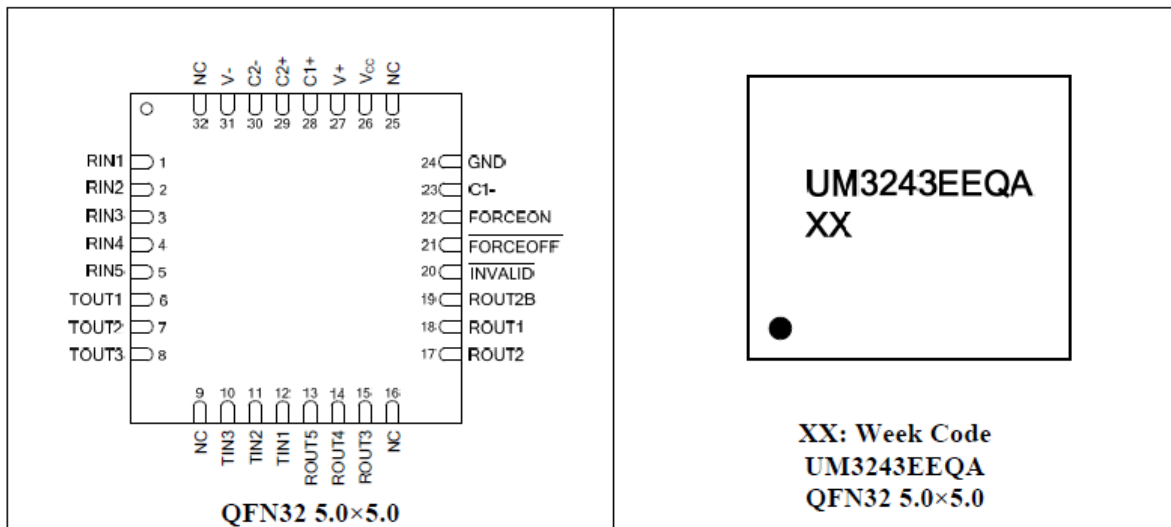 NC V- C2- C2+ C1+ V+ Vcc NC
32 31 30 29 28 27 26 25
RIN1 1
RIN2 2
RIN3 3
RIN4 4
RIN5 5
TOUT1 6
TOUT2 7
TOUT3 8
24 GND
23 C1-
22 FORCEON
21 FORCEOFF
20 INVALID
19 ROUT2B
18 ROUT1
17 ROUT2
9 10 11 12 13 14 15 16
NC TIN3 TIN2 TIN1 ROUT5 ROUT4 ROUT3 NC
QFN32 5.0×5.0
UM3243EEQA
XX
XX: Week Code
UM3243EEQA
QFN32 5.0×5.0